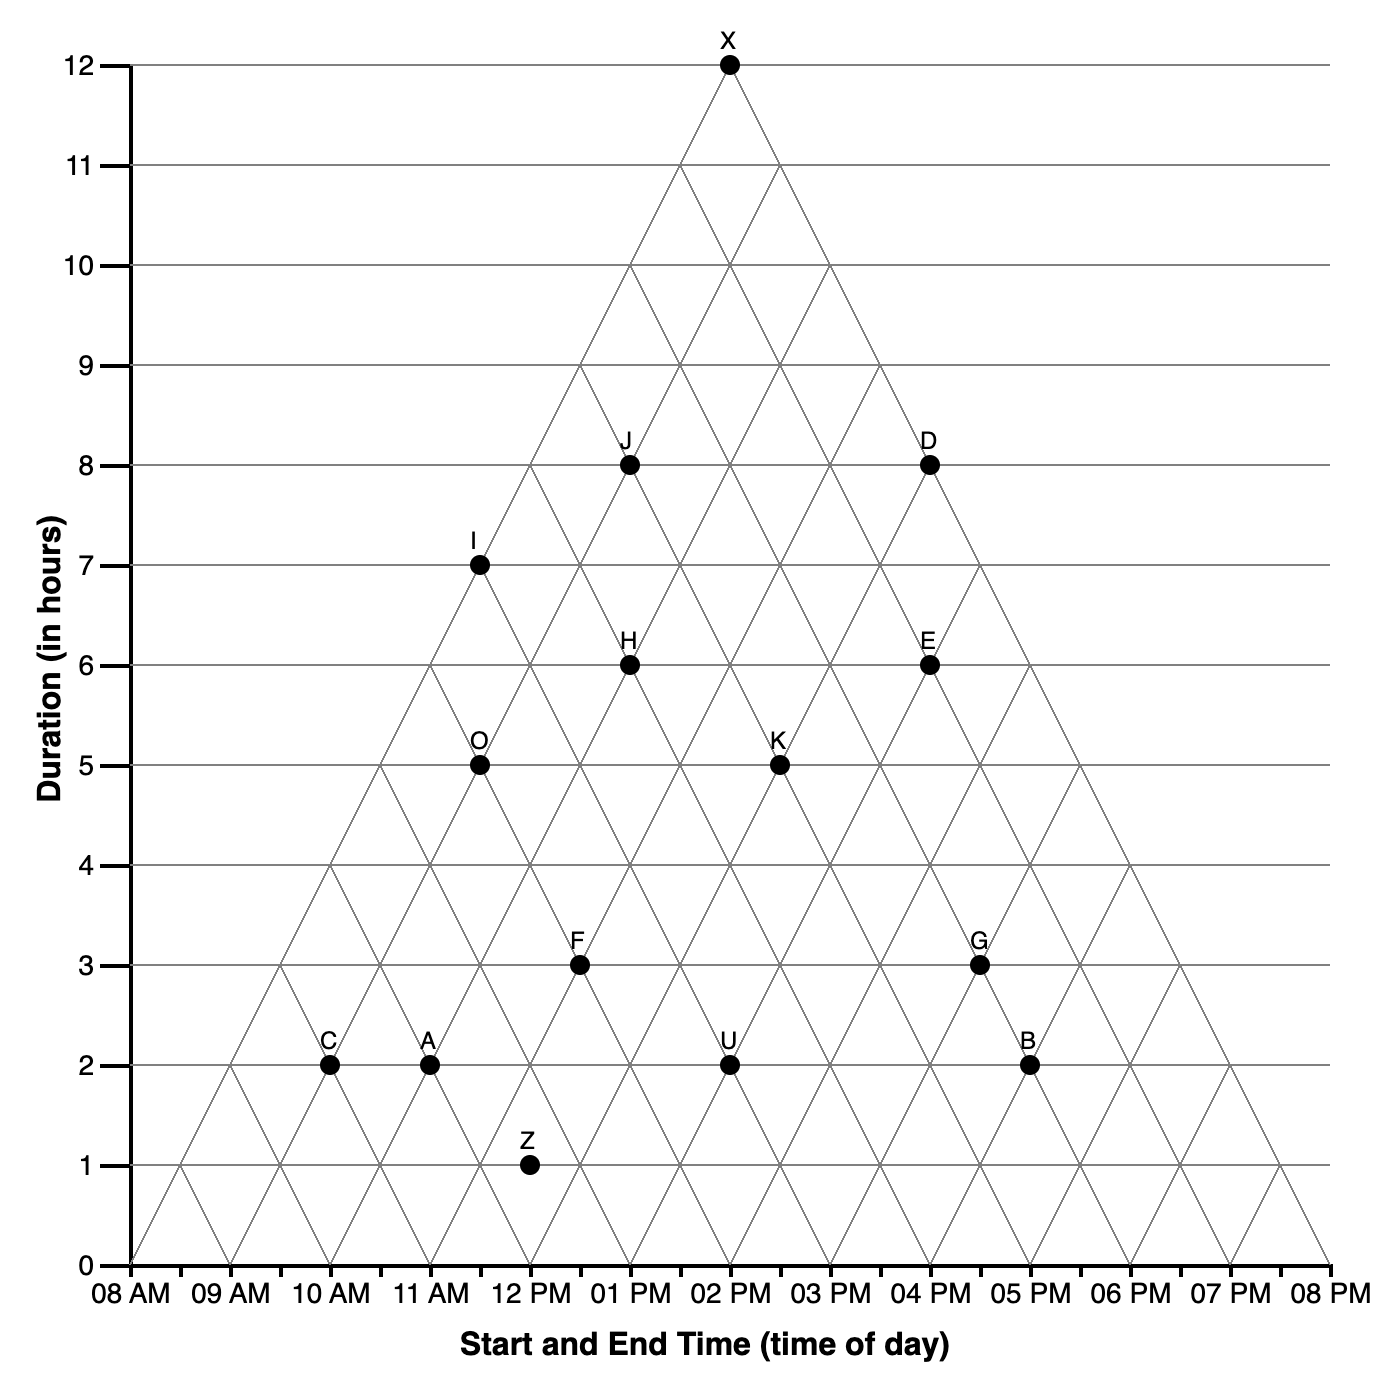 X
12
11
10
9
J
D
8
I
7
H
E
6
O
K
5
4
F
G
3
C
A
U
B
2
Z
1
0
08 AM 09 AM 10 AM 11 AM 12 PM 01 PM 02 PM 03 PM 04 PM 05 PM 06 PM 07 PM 08 PM
Start and End Time (time of day)
Duration (in hours)